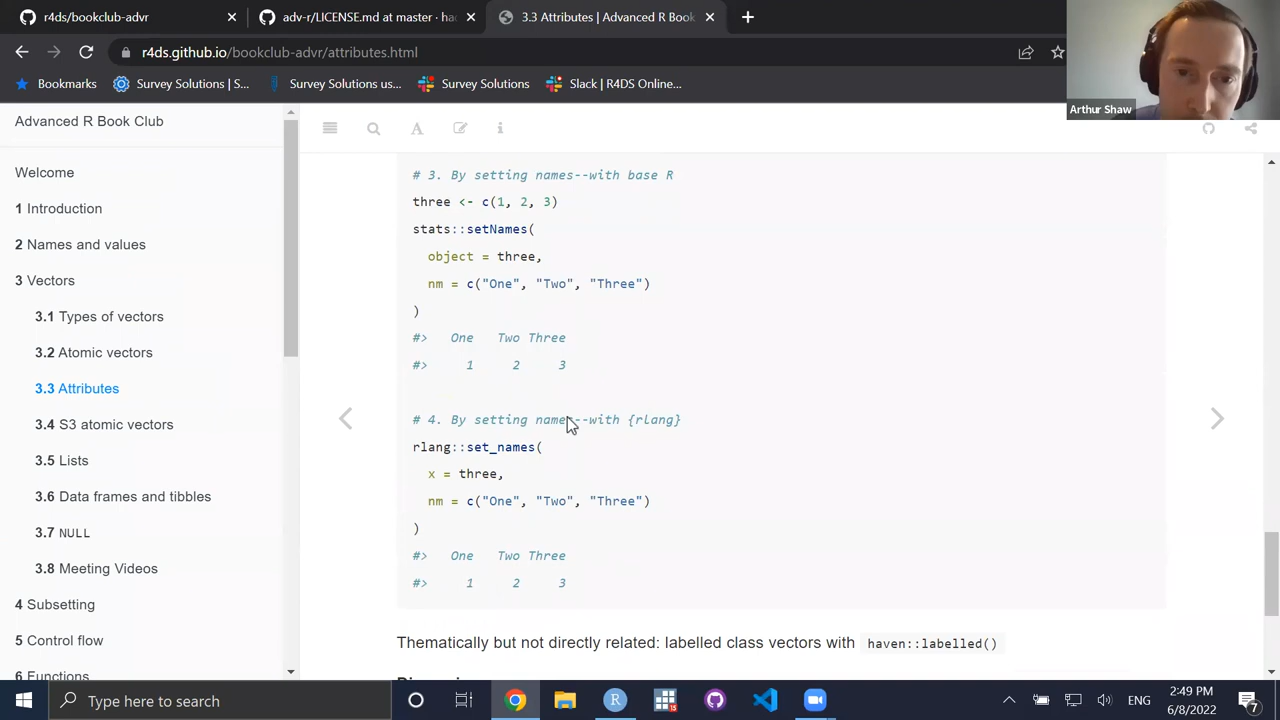 r4ds/bookclub-advr
adv-r/LICENSE.md at master · ha
3.3 Attributes | Advanced R Book
r4ds.github.io/bookclub-advr/attributes.html
Bookmarks
Survey Solutions | S...
Survey Solutions us...
Survey Solutions
Slack | R4DS Online...
Arthur Shaw
Advanced R Book Club
Welcome
1 Introduction
2 Names and values
3 Vectors
3.1 Types of vectors
3.2 Atomic vectors
3.3 Attributes
3.4 S3 atomic vectors
3.5 Lists
3.6 Data frames and tibbles
3.7 NULL
3.8 Meeting Videos
4 Subsetting
5 Control flow
6 Functions
# 3. By setting names--with base R
three <- c(1, 2, 3)
stats::setNames(
object = three,
nm = c("One", "Two", "Three")
)
#> One Two Three
#> 1 2 3
# 4. By setting names--with {rlang}
rlang::set_names(
x = three,
nm = c("One", "Two", "Three")
)
#> One Two Three
#> 1 2 3
Thematically but not directly related: labelled class vectors with haven::labelled()
Type here to search
15
ENG
2:49 PM
6/8/2022
7